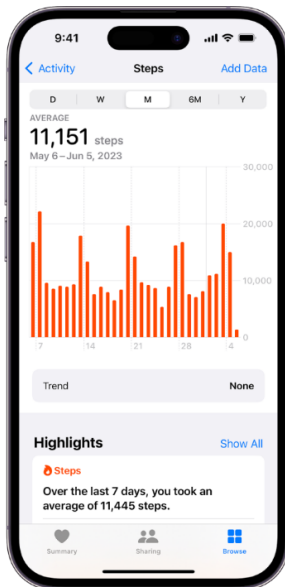 9:41
Activity Steps Add Data
D W M 6M Y
AVERAGE
11,151 steps
May 6–Jun 5, 2023
30,000
20,000
10,000
0
7 14 21 28 4
Trend None
Highlights Show All
Steps
Over the last 7 days, you took an
average of 11,445 steps.
Summary Sharing Browse